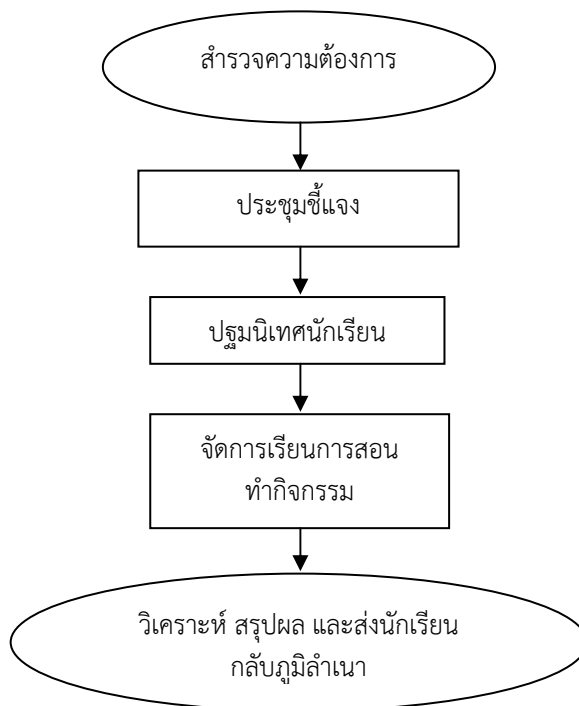 สำรวจความต้องการ
ประชุมชี้แจง
ปฐมนิเทศนักเรียน
จัดการเรียนการสอน
ทำกิจกรรม
วิเคราะห์ สรุปผล และส่งนักเรียน
กลับภูมิลำเนา